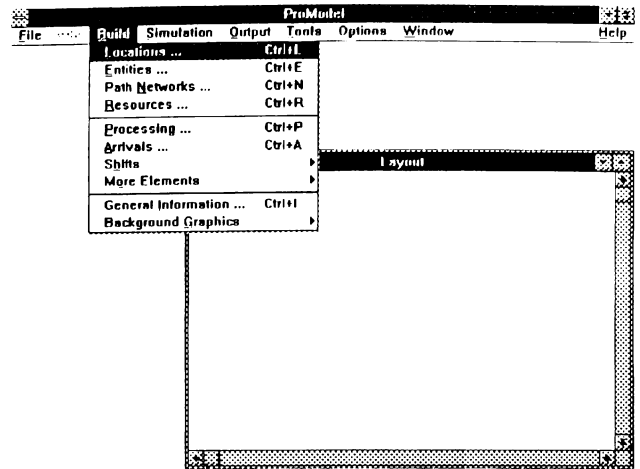 ProModel
File Build Simulation Output Tools Options Window Help
Locations ... Ctrl+L
Entities ... Ctrl+E
Path Networks ... Ctrl+N
Resources ... Ctrl+R
Processing ... Ctrl+P
Arrivals ... Ctrl+A
Shifts
More Elements
General Information ... Ctrl+I
Background Graphics
Layout